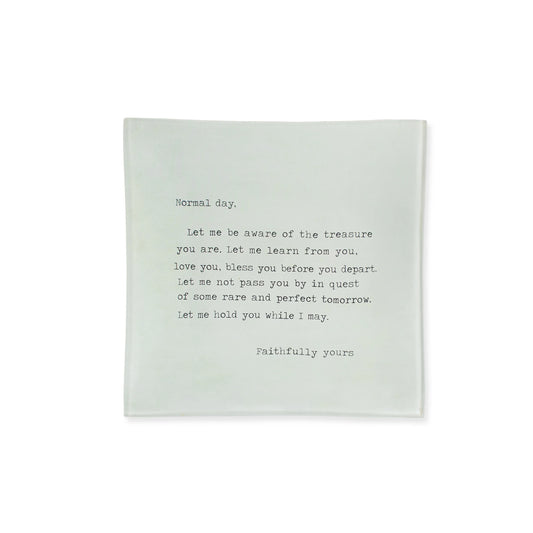 Normal day,
Let me be aware of the treasure
you are. Let me learn from you,
love you, bless you before you depart.
Let me not pass you by in quest
of some rare and perfect tomorrow.
Let me hold you while I may.
Faithfully yours